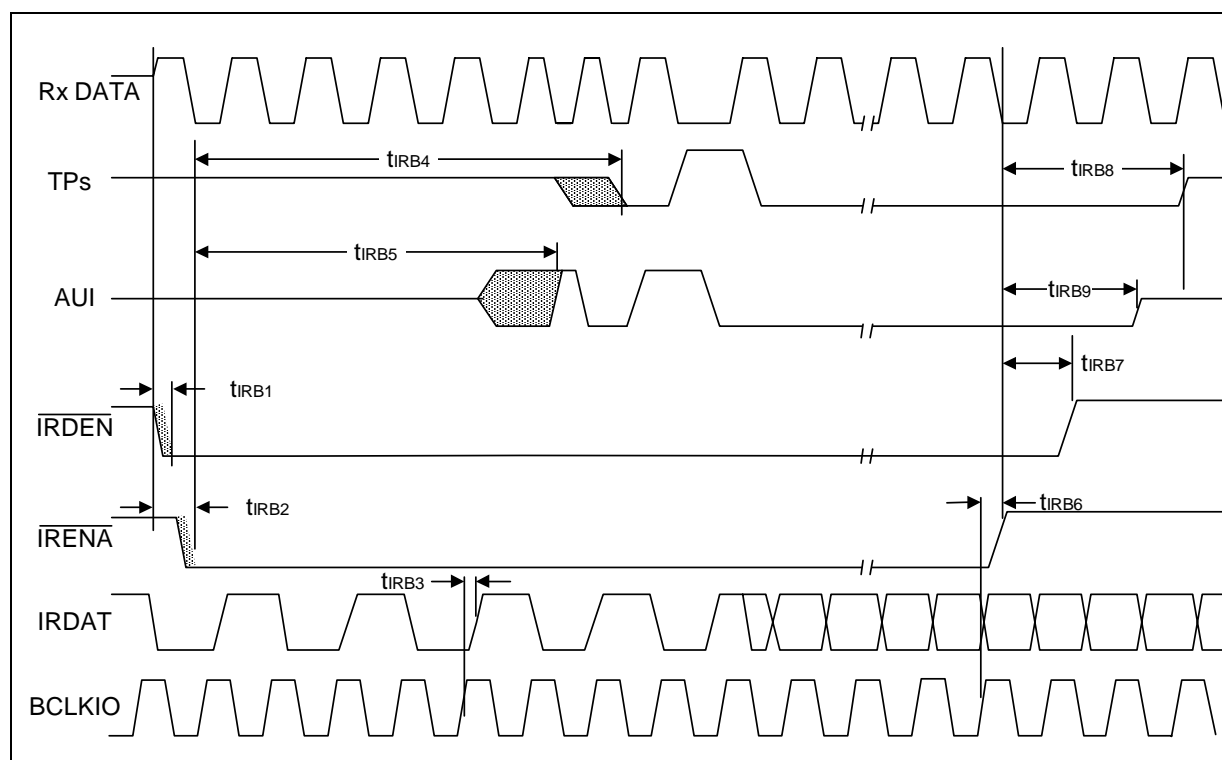 Rx DATA
tIRB4
tIRB8
TPs
tIRB5
AUI
tIRB9
tIRB7
tIRB1
IRDEN
tIRB2
tIRB6
IRENA
tIRB3
IRDAT
BCLKIO